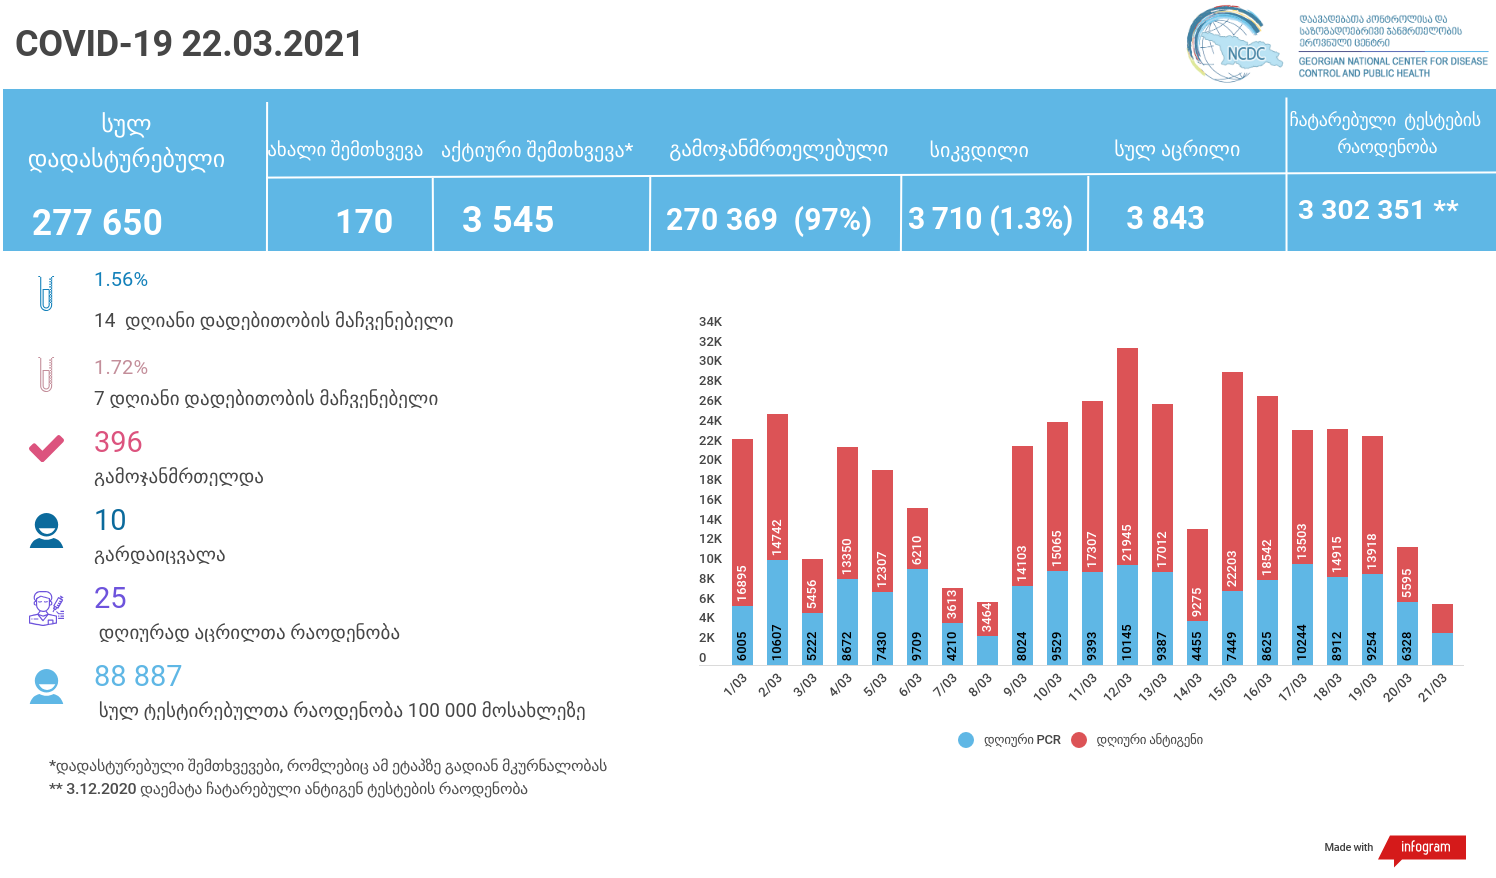 COVID-19 22.03.2021
დაავადებათა კონტროლისა და
საზოგადოებრივი ჯანმრთელობის
ეროვნული ცენტრი
NCDC
GEORGIAN NATIONAL CENTER FOR DISEASE
CONTROL AND PUBLIC HEALTH
სულ
დადასტურებული
277 650
ახალი შემთხვევა
170
აქტიური შემთხვევა*
3 545
გამოჯანმრთელებული
270 369 (97%)
სიკვდილი
3 710 (1.3%)
სულ აცრილი
3 843
ჩატარებული ტესტების
რაოდენობა
3 302 351 **
1.56%
14 დღიანი დადებითობის მაჩვენებელი
1.72%
7 დღიანი დადებითობის მაჩვენებელი
396
გამოჯანმრთელდა
10
გარდაიცვალა
25
დღიურად აცრილთა რაოდენობა
88 887
სულ ტესტირებულთა რაოდენობა 100 000 მოსახლეზე
*დადასტურებული შემთხვევები, რომლებიც ამ ეტაპზე გადიან მკურნალობას
** 3.12.2020 დაემატა ჩატარებული ანტიგენ ტესტების რაოდენობა
34K
32K
30K
28K
26K
24K
22K
20K
18K
16K
14K
12K
10K
8K
6K
4K
2K
0
16895 14742 5456 13350 12307 6210 3613 3464 14103 15065 17307 21945 17012 9275 22203 18542 13503 14915 13918 5595
6005 10607 5222 8672 7430 9709 4210 8024 9529 9393 10145 9387 4455 7449 8625 10244 8912 9254 6328
1/03 2/03 3/03 4/03 5/03 6/03 7/03 8/03 9/03 10/03 11/03 12/03 13/03 14/03 15/03 16/03 17/03 18/03 19/03 20/03 21/03
დღიური PCR დღიური ანტიგენი
Made with infogram